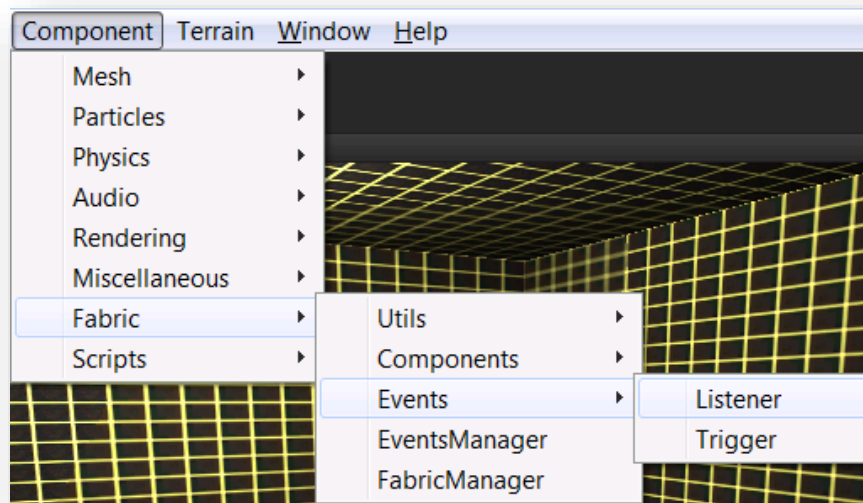 Component Terrain Window Help
Mesh
Particles
Physics
Audio
Rendering
Miscellaneous
Fabric
Scripts
Utils
Components
Events
EventsManager
FabricManager
Listener
Trigger